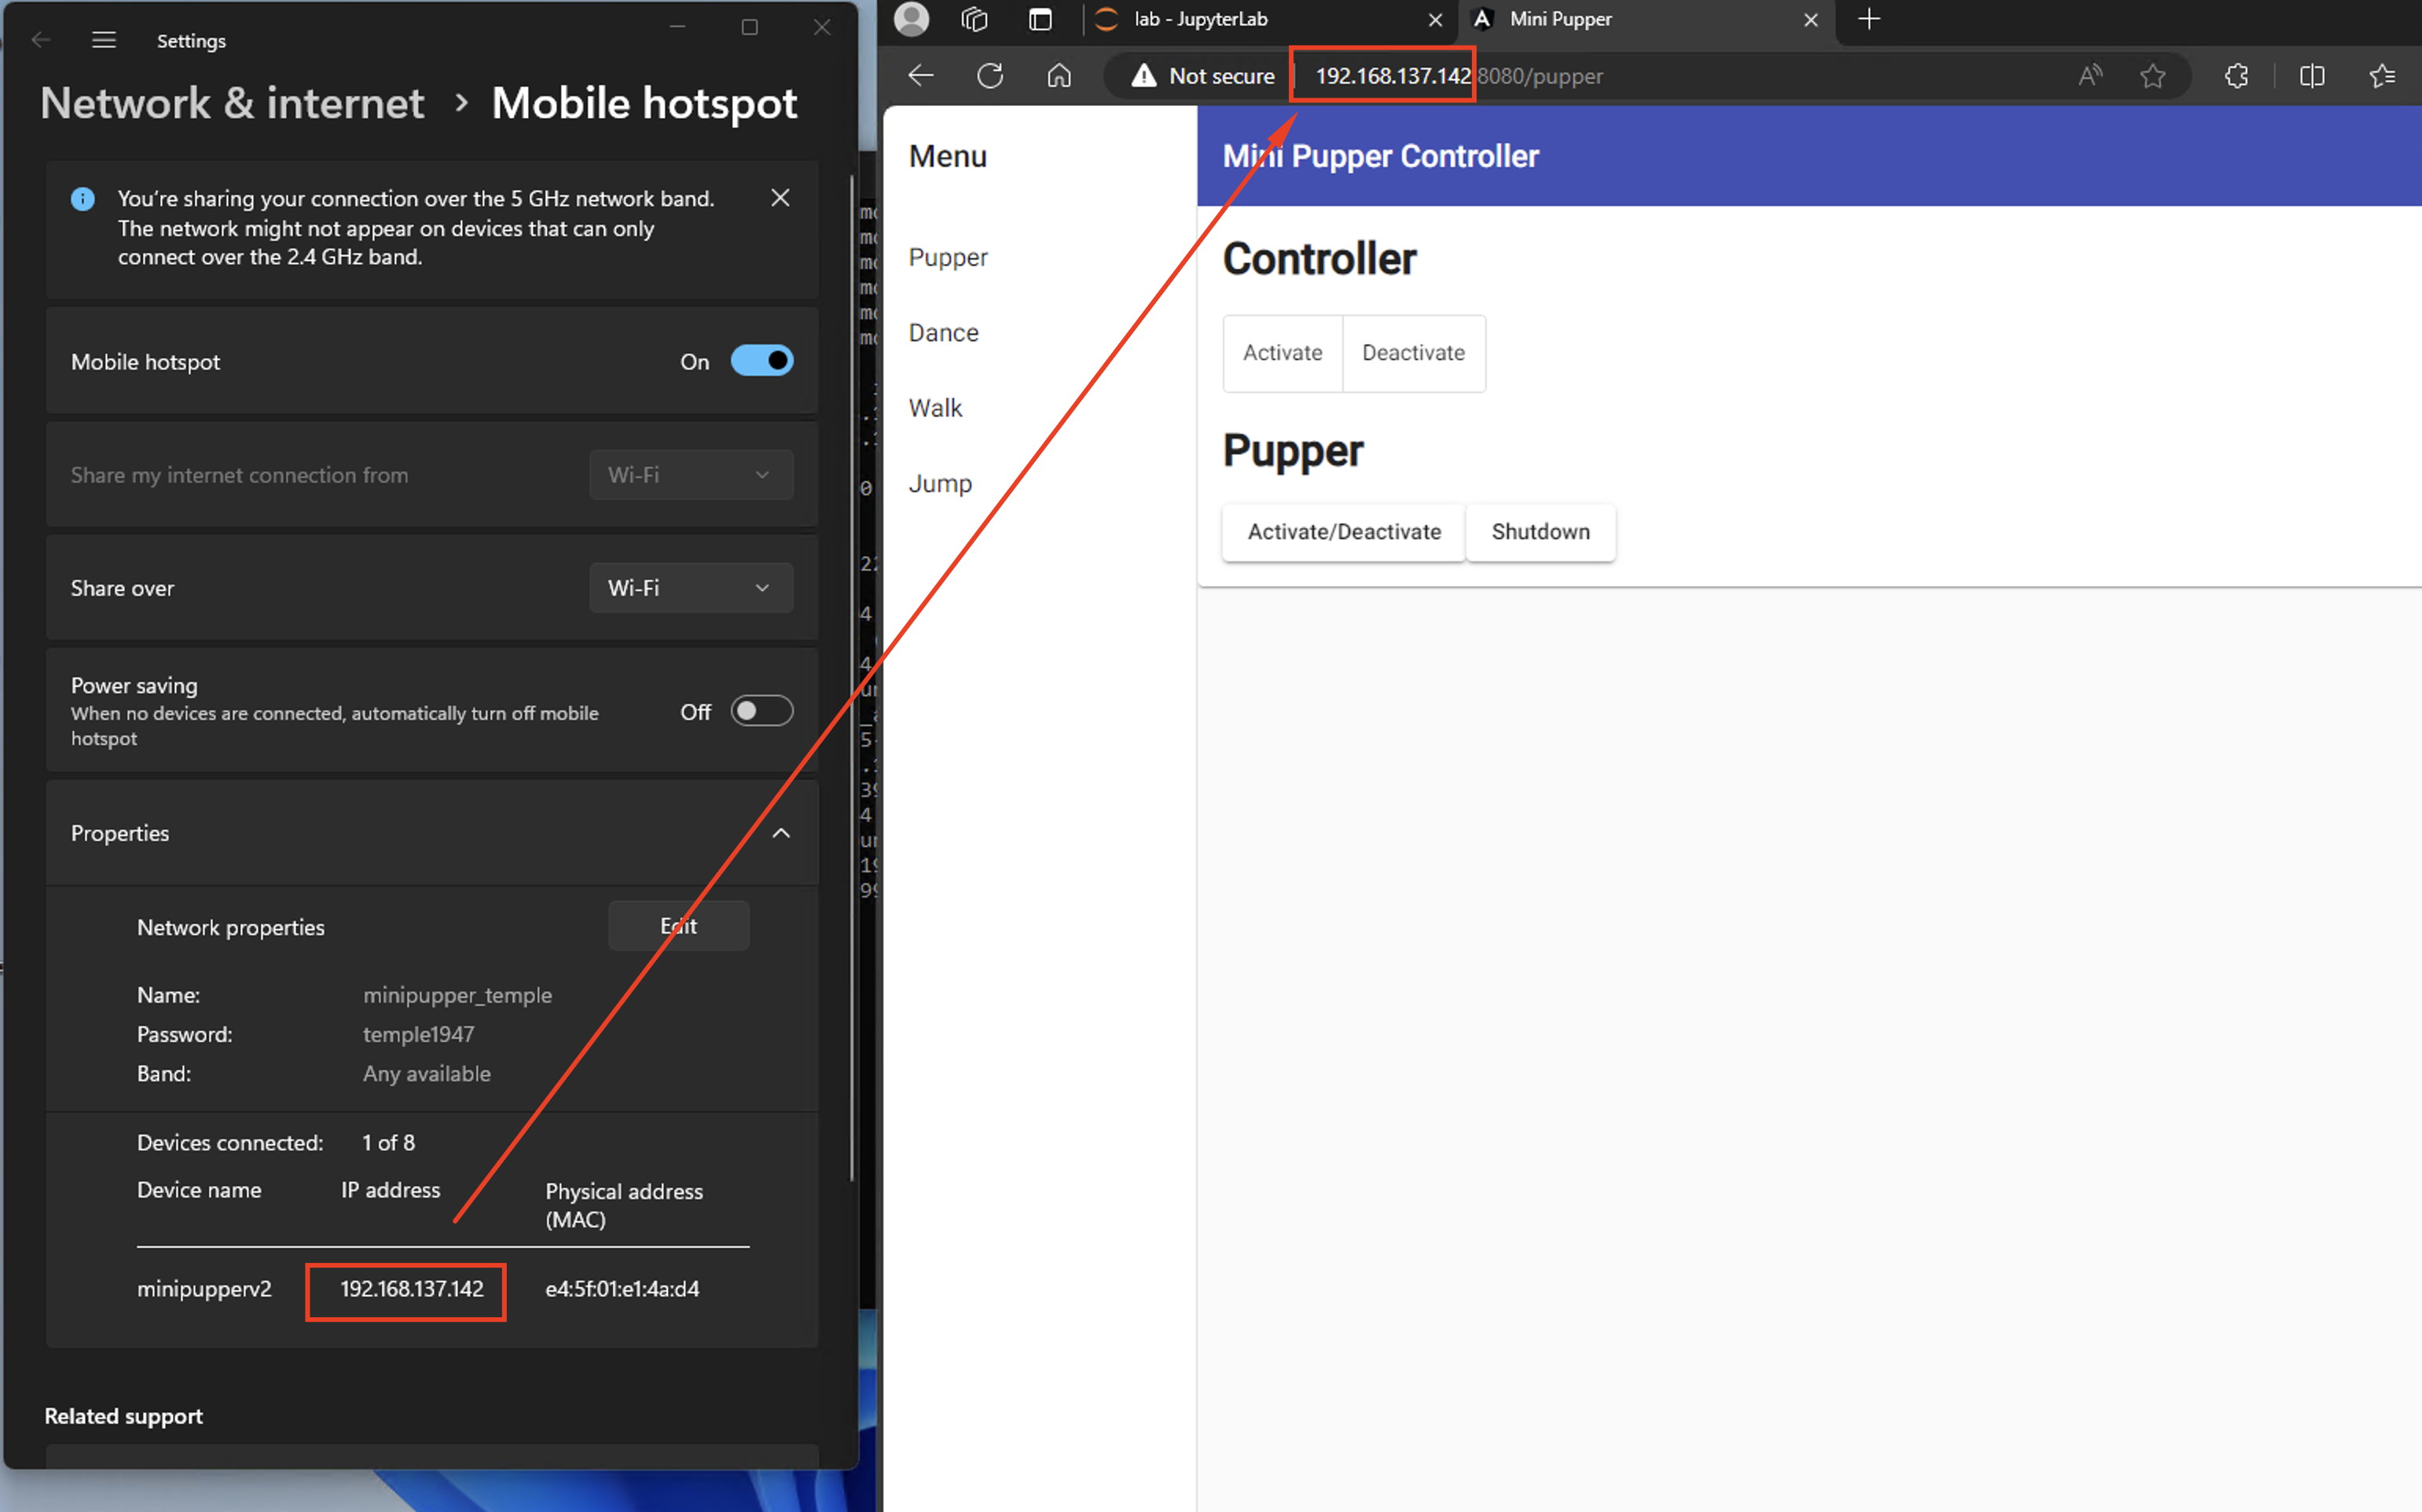 Settings
Network & internet > Mobile hotspot
You're sharing your connection over the 5 GHz network band.
The network might not appear on devices that can only
connect over the 2.4 GHz band.
Mobile hotspot
On
Share my internet connection from
Wi-Fi
Share over
Wi-Fi
Power saving
When no devices are connected, automatically turn off mobile
hotspot
Off
Properties
Network properties
Edit
Name: minipupper_temple
Password: temple1947
Band: Any available
Devices connected: 1 of 8
Device name IP address Physical address
(MAC)
minipupperv2 192.168.137.142 e4:5f:01:e1:4a:d4
Related support
lab - JupyterLab
Mini Pupper
Not secure 192.168.137.142:8080/pupper
Menu
Pupper
Dance
Walk
Jump
Mini Pupper Controller
Controller
Activate Deactivate
Pupper
Activate/Deactivate Shutdown